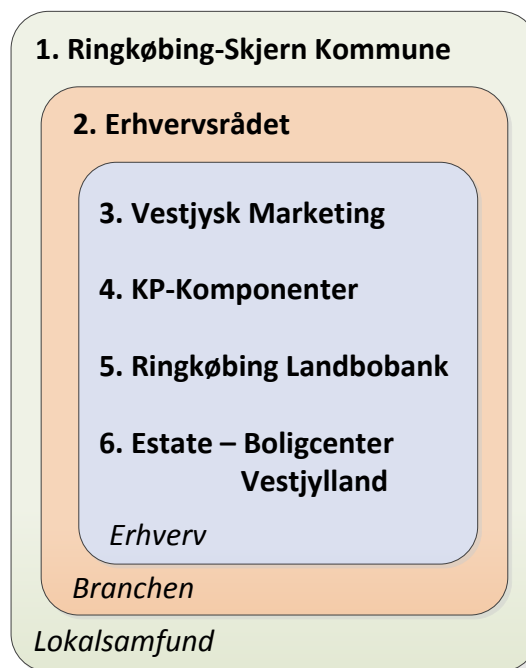 1. Ringkøbing-Skjern Kommune
2. Erhvervsrådet
3. Vestjysk Marketing
4. KP-Komponenter
5. Ringkøbing Landbobank
6. Estate – Boligcenter
Vestjylland
Erhverv
Branchen
Lokalsamfund